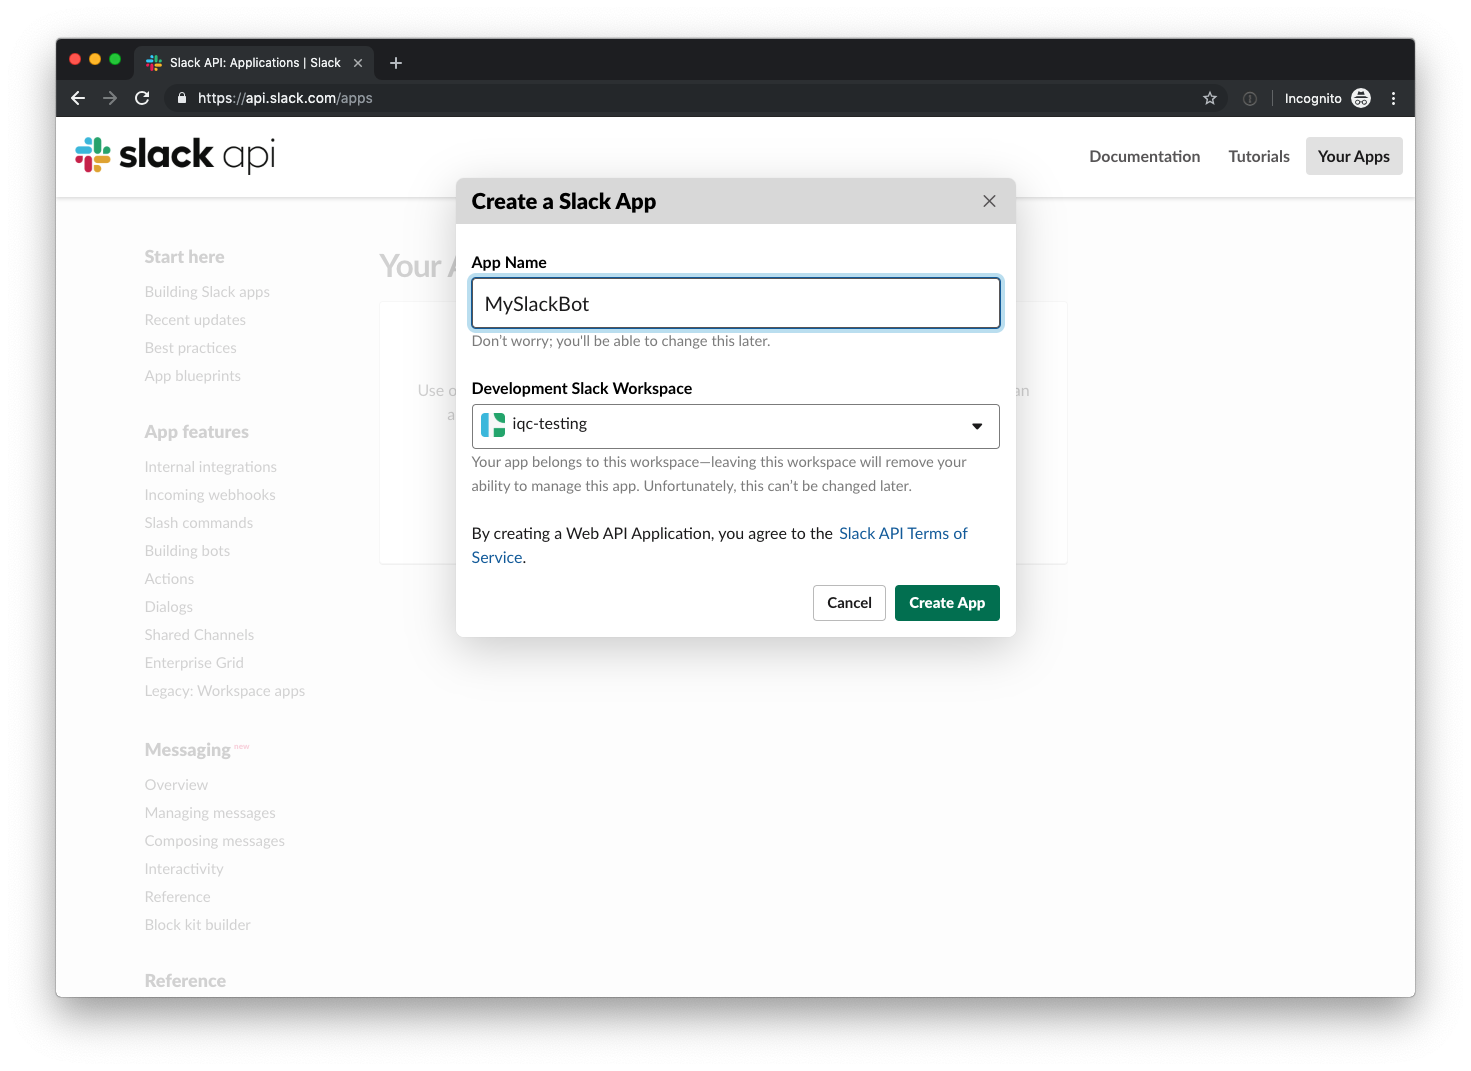 Slack API: Applications | Slack
https://api.slack.com/apps
Incognito
slack api
Documentation
Tutorials
Your Apps
Create a Slack App
Start here
Building Slack apps
Recent updates
Best practices
App blueprints
App features
Internal integrations
Incoming webhooks
Slash commands
Building bots
Actions
Dialogs
Shared Channels
Enterprise Grid
Legacy: Workspace apps
Messaging new
Overview
Managing messages
Composing messages
Interactivity
Reference
Block kit builder
Reference
Your A
Use o
an
a
App Name
MySlackBot
Don't worry; you'll be able to change this later.
Development Slack Workspace
iqc-testing
Your app belongs to this workspace—leaving this workspace will remove your
ability to manage this app. Unfortunately, this can't be changed later.
By creating a Web API Application, you agree to the Slack API Terms of
Service.
Cancel
Create App